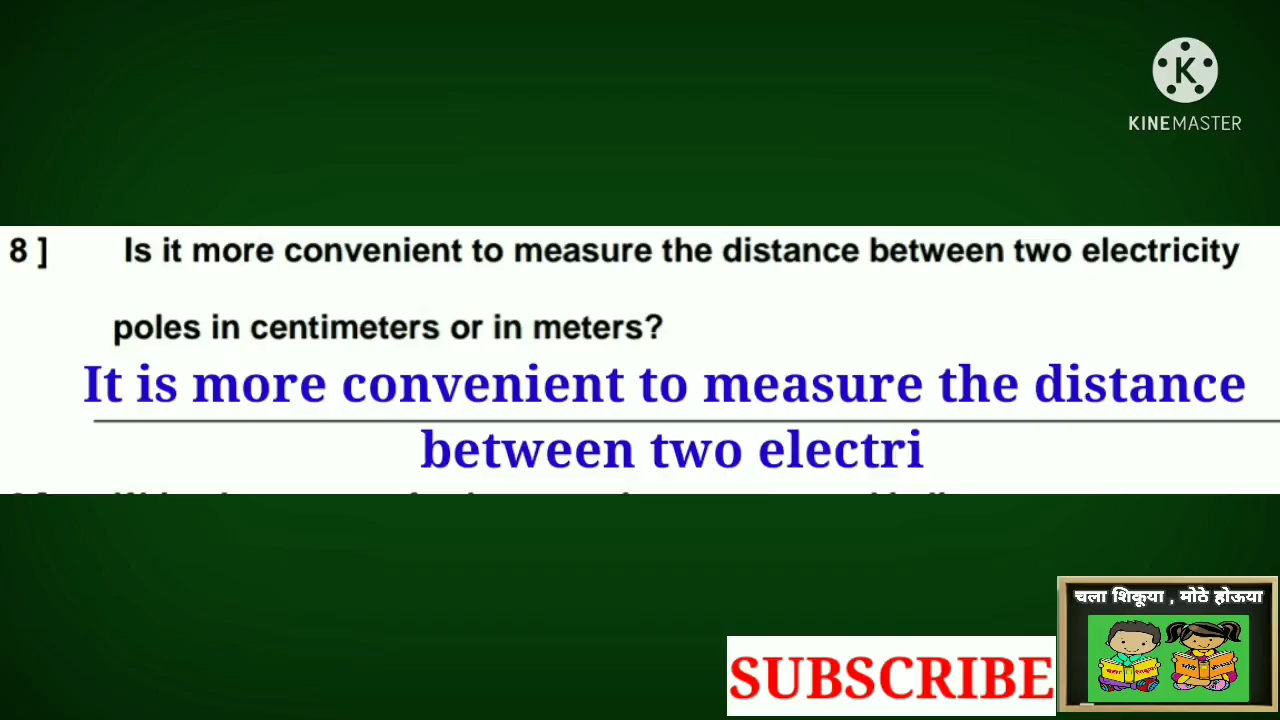 KINEMASTER
8 ] Is it more convenient to measure the distance between two electricity
poles in centimeters or in meters?
It is more convenient to measure the distance
between two electri
चला शिकूया , मोठे होऊया
SUBSCRIBE